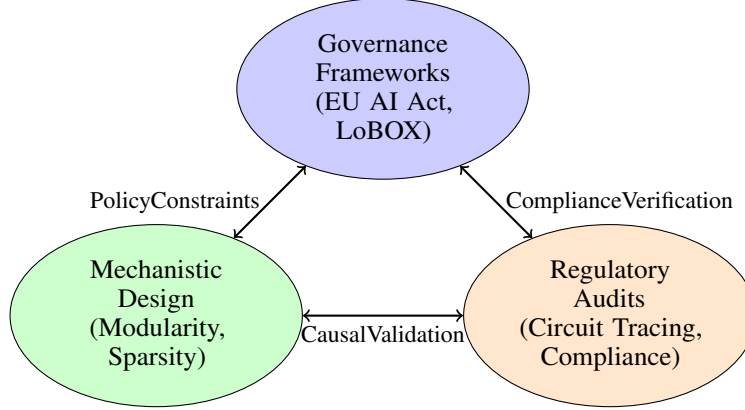 Governance
Frameworks
(EU AI Act,
LoBOX)
PolicyConstraints
ComplianceVerification
Mechanistic
Design
(Modularity,
Sparsity)
CausalValidation
Regulatory
Audits
(Circuit Tracing,
Compliance)